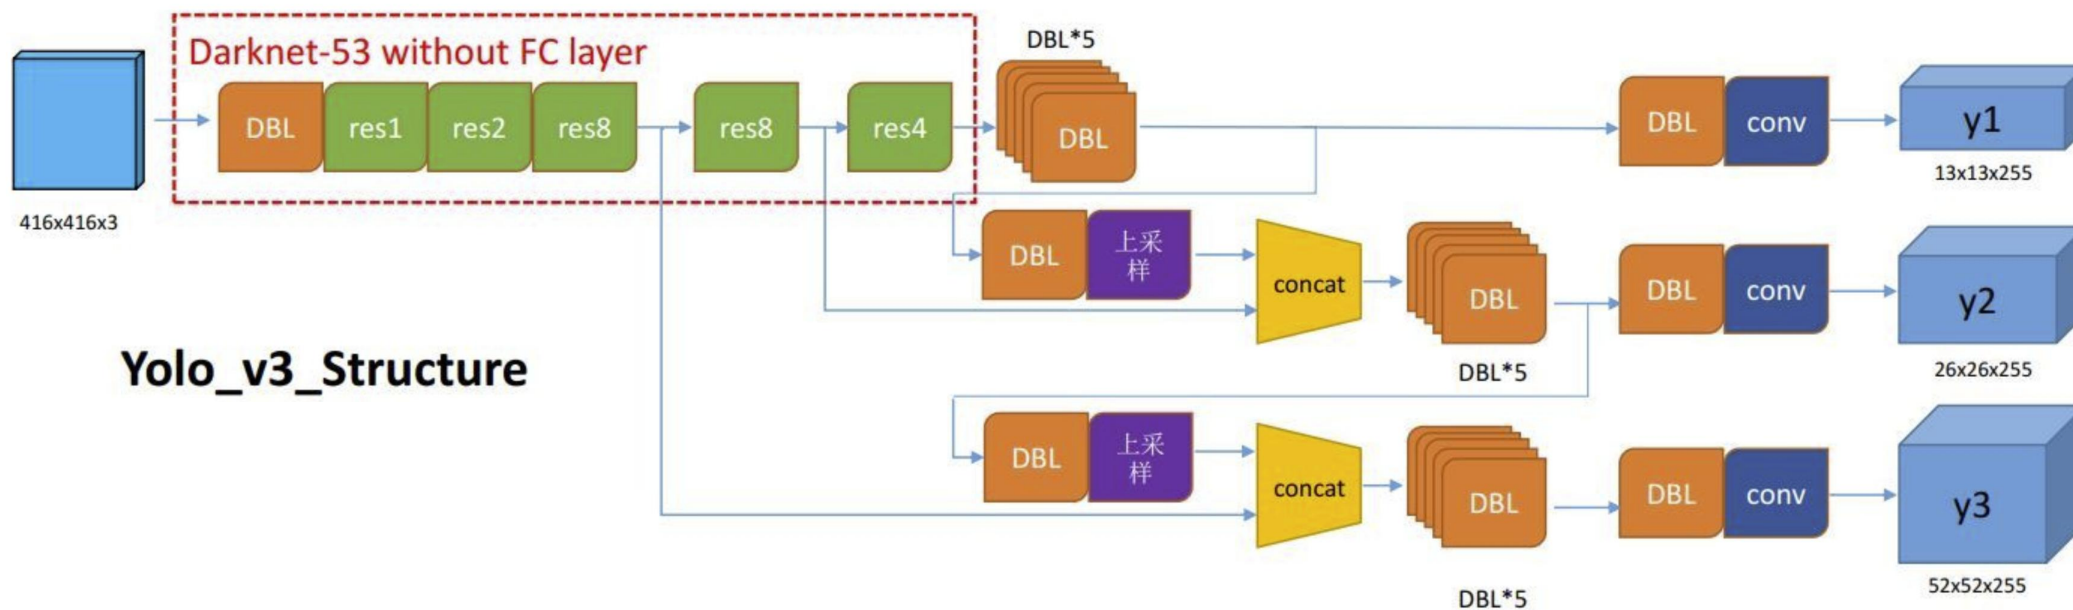 Darknet-53 without FC layer
DBL*5
DBL
res1
res2
res8
res8
res4
DBL
DBL
conv
y1
416x416x3
13x13x255
DBL
上采
样
concat
DBL
DBL
conv
y2
Yolo_v3_Structure
DBL*5
26x26x255
DBL
上采
样
concat
DBL
DBL
conv
y3
DBL*5
52x52x255